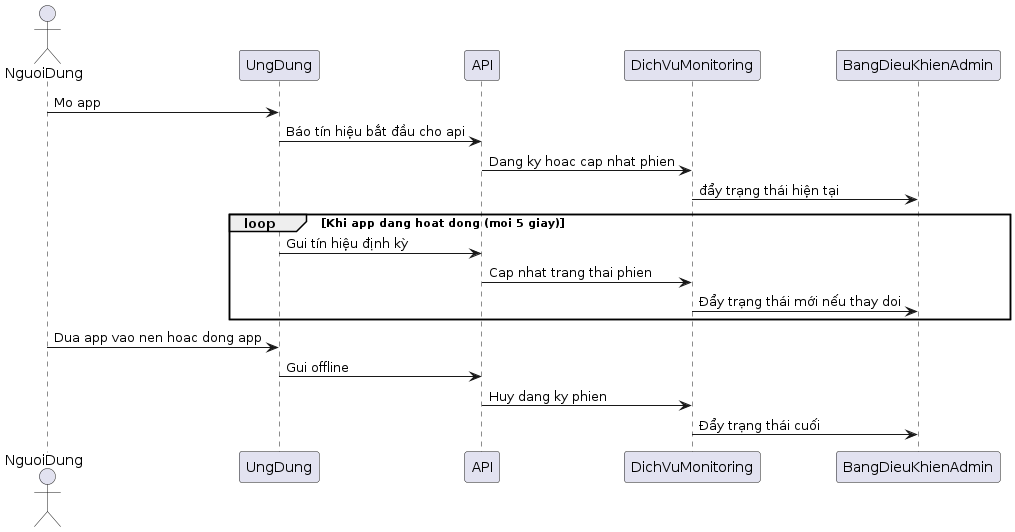 NguoiDung
UngDung
API
DichVuMonitoring
BangDieuKhienAdmin
Mo app
Báo tín hiệu bắt đầu cho api
Dang ky hoac cap nhat phien
đẩy trạng thái hiện tại
loop
[Khi app dang hoat dong (moi 5 giay)]
Gui tín hiệu định kỳ
Cap nhat trang thai phien
Đẩy trạng thái mới nếu thay doi
Dua app vao nen hoac dong app
Gui offline
Huy dang ky phien
Đẩy trạng thái cuối
NguoiDung
UngDung
API
DichVuMonitoring
BangDieuKhienAdmin